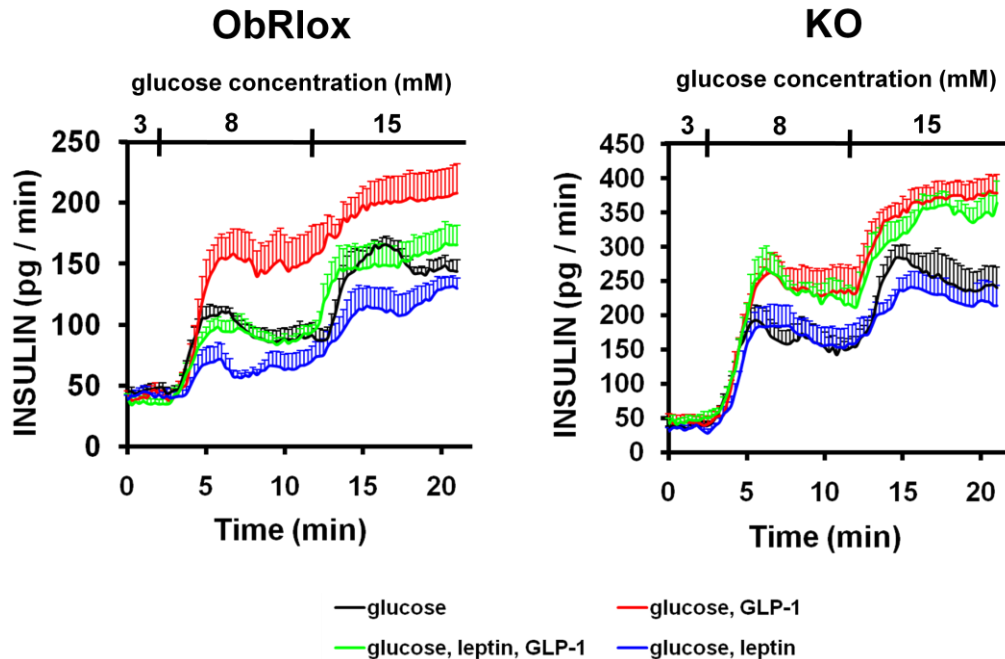 ObRlox
glucose concentration (mM)
3 8 15
INSULIN (pg / min)
250
200
150
100
50
0
0 5 10 15 20
Time (min)
KO
glucose concentration (mM)
3 8 15
INSULIN (pg / min)
450
400
350
300
250
200
150
100
50
0
0 5 10 15 20
Time (min)
glucose
glucose, GLP-1
glucose, leptin, GLP-1
glucose, leptin